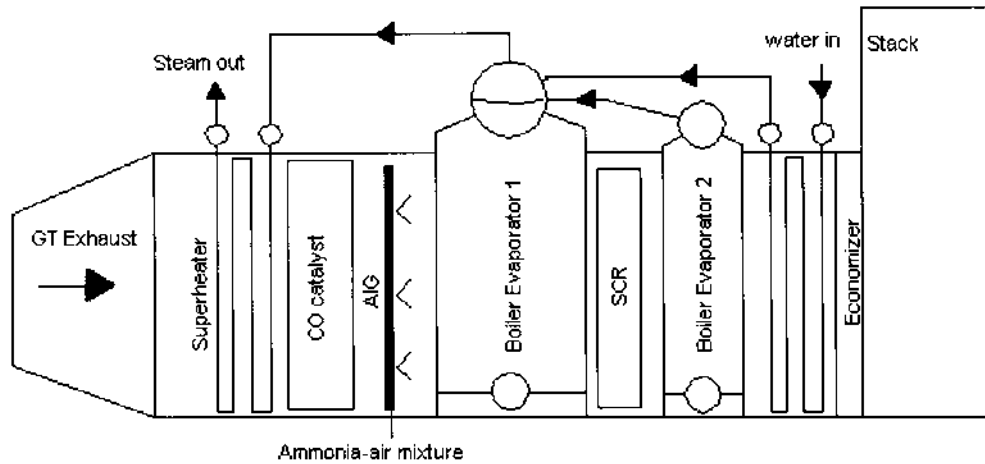 Steam out
water in
Stack
GT Exhaust
Superheater
CO catalyst
AIG
Boiler Evaporator 1
SCR
Boiler Evaporator 2
Economizer
Ammonia-air mixture